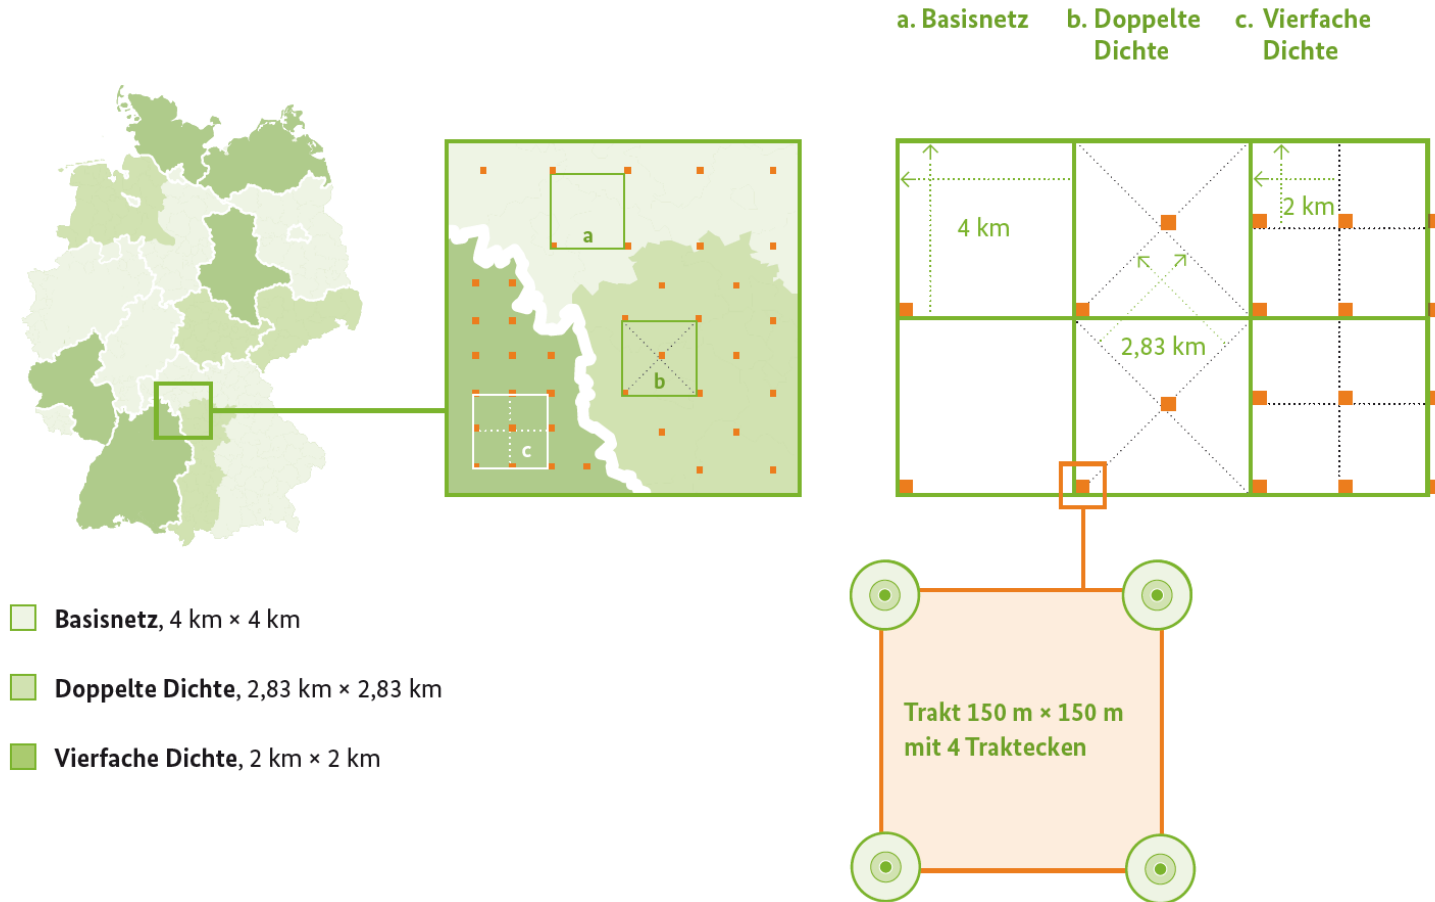 a. Basisnetz
b. Doppelte
Dichte
c. Vierfache
Dichte
a
b
c
4 km
2 km
2,83 km
Basisnetz, 4 km × 4 km
Doppelte Dichte, 2,83 km × 2,83 km
Vierfache Dichte, 2 km × 2 km
Trakt 150 m × 150 m
mit 4 Traktecken